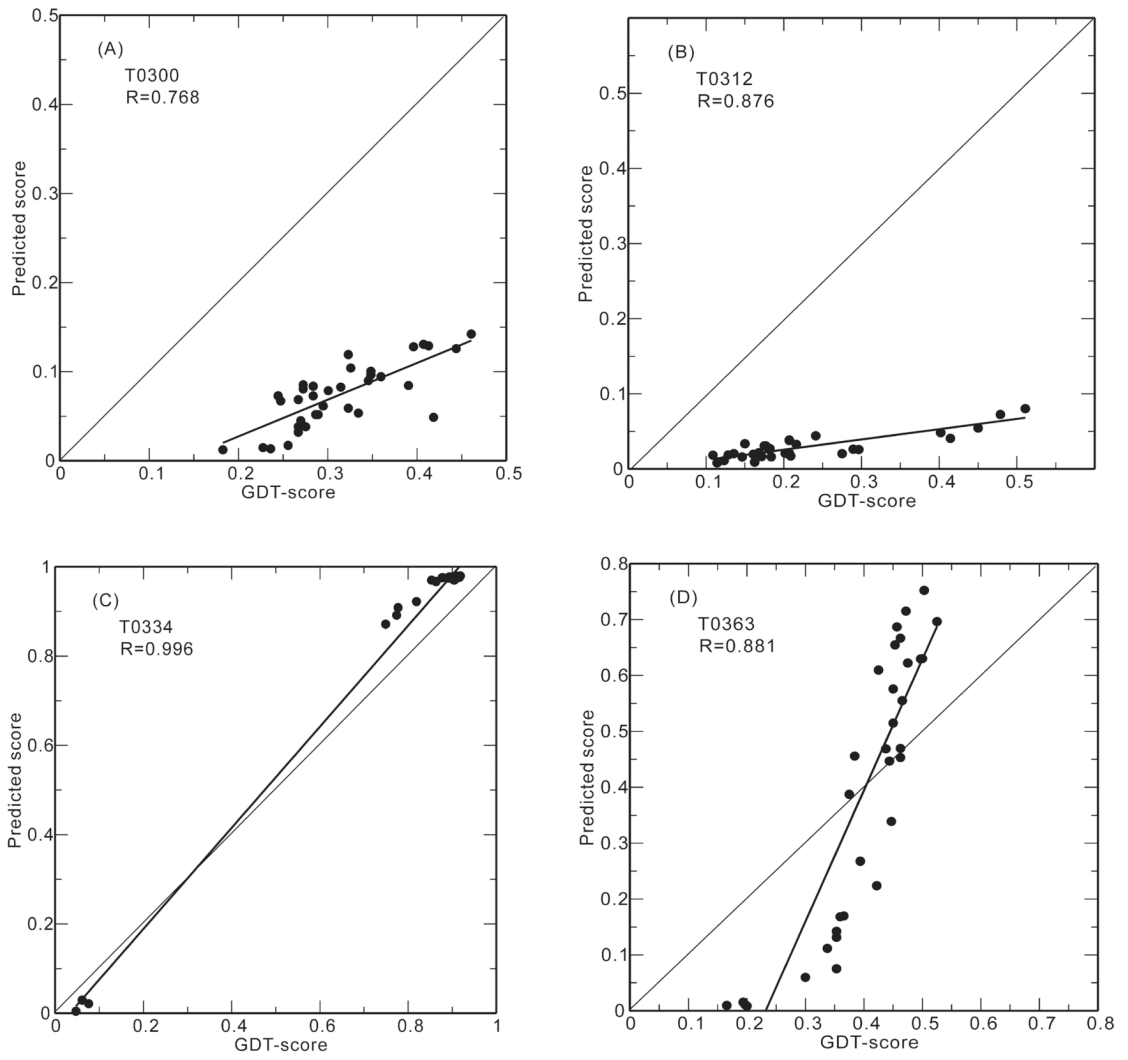 (A)
T0300
R=0.768
Predicted score
0.5
0.4
0.3
0.2
0.1
0
0 0.1 0.2 0.3 0.4 0.5
GDT-score
(B)
T0312
R=0.876
Predicted score
0.5
0.4
0.3
0.2
0.1
0
0 0.1 0.2 0.3 0.4 0.5
GDT-score
(C)
T0334
R=0.996
Predicted score
1
0.8
0.6
0.4
0.2
0
0 0.2 0.4 0.6 0.8 1
GDT-score
(D)
T0363
R=0.881
Predicted score
0.8
0.7
0.6
0.5
0.4
0.3
0.2
0.1
0
0 0.1 0.2 0.3 0.4 0.5 0.6 0.7 0.8
GDT-score